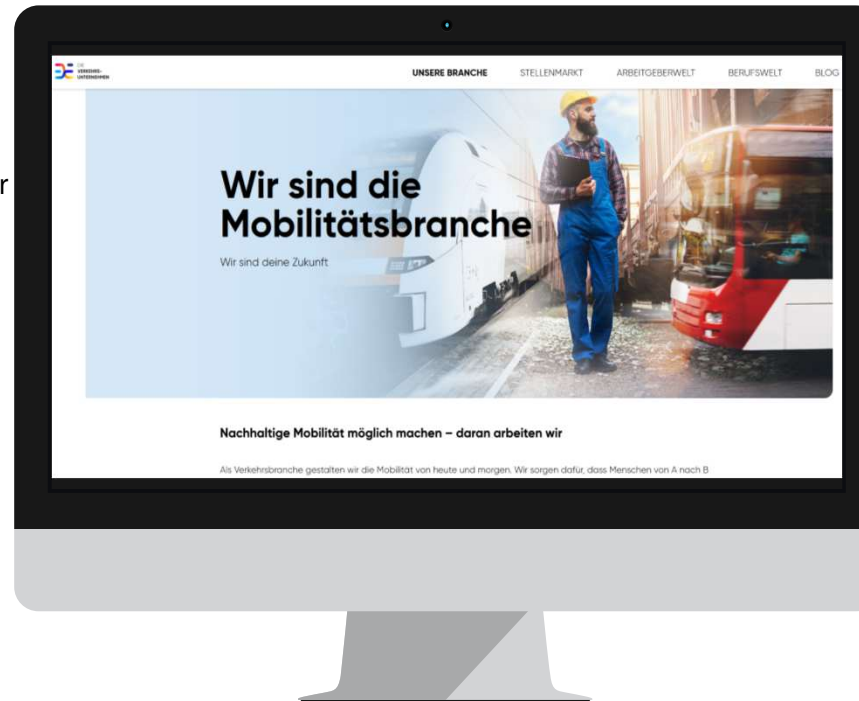 DIE
VERKEHRS-
UNTERNEHMEN
UNSERE BRANCHE STELLENMARKT ARBEITGEBERWELT BERUFSWELT BLOG
r
Wir sind die
Mobilitätsbranche
Wir sind deine Zukunft
Nachhaltige Mobilität möglich machen – daran arbeiten wir
Als Verkehrsbranche gestalten wir die Mobilität von heute und morgen. Wir sorgen dafür, dass Menschen von A nach B